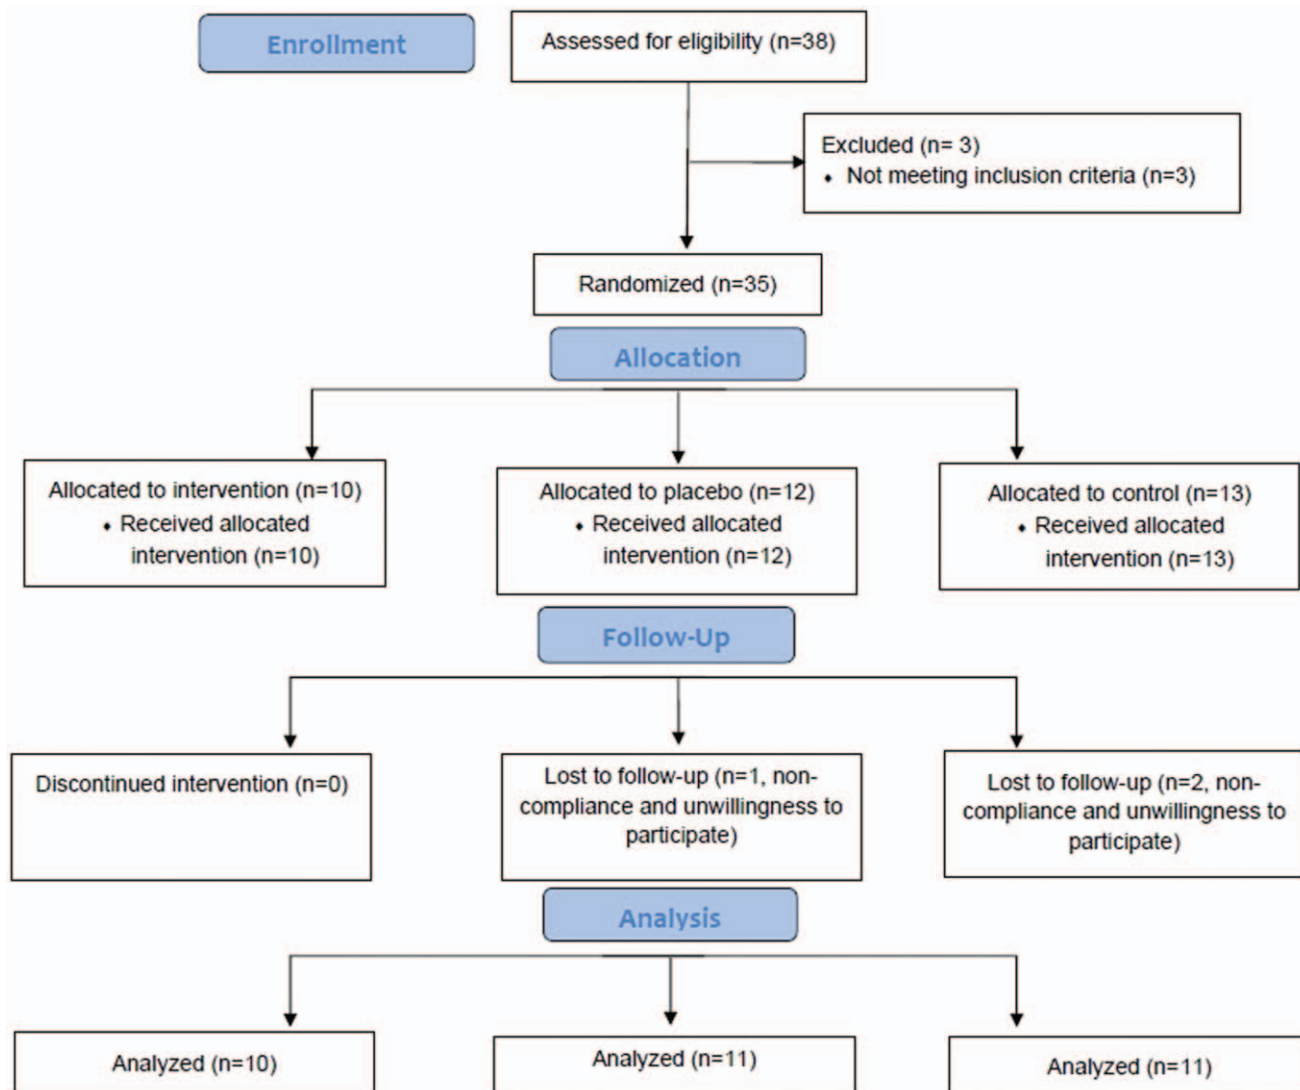 Enrollment
Assessed for eligibility (n=38)
Excluded (n= 3)
⬧ Not meeting inclusion criteria (n=3)
Randomized (n=35)
Allocation
Allocated to intervention (n=10)
⬧ Received allocated
intervention (n=10)
Allocated to placebo (n=12)
⬧ Received allocated
intervention (n=12)
Allocated to control (n=13)
⬧ Received allocated
intervention (n=13)
Follow-Up
Discontinued intervention (n=0)
Lost to follow-up (n=1, non-
compliance and unwillingness to
participate)
Lost to follow-up (n=2, non-
compliance and unwillingness to
participate)
Analysis
Analyzed (n=10)
Analyzed (n=11)
Analyzed (n=11)